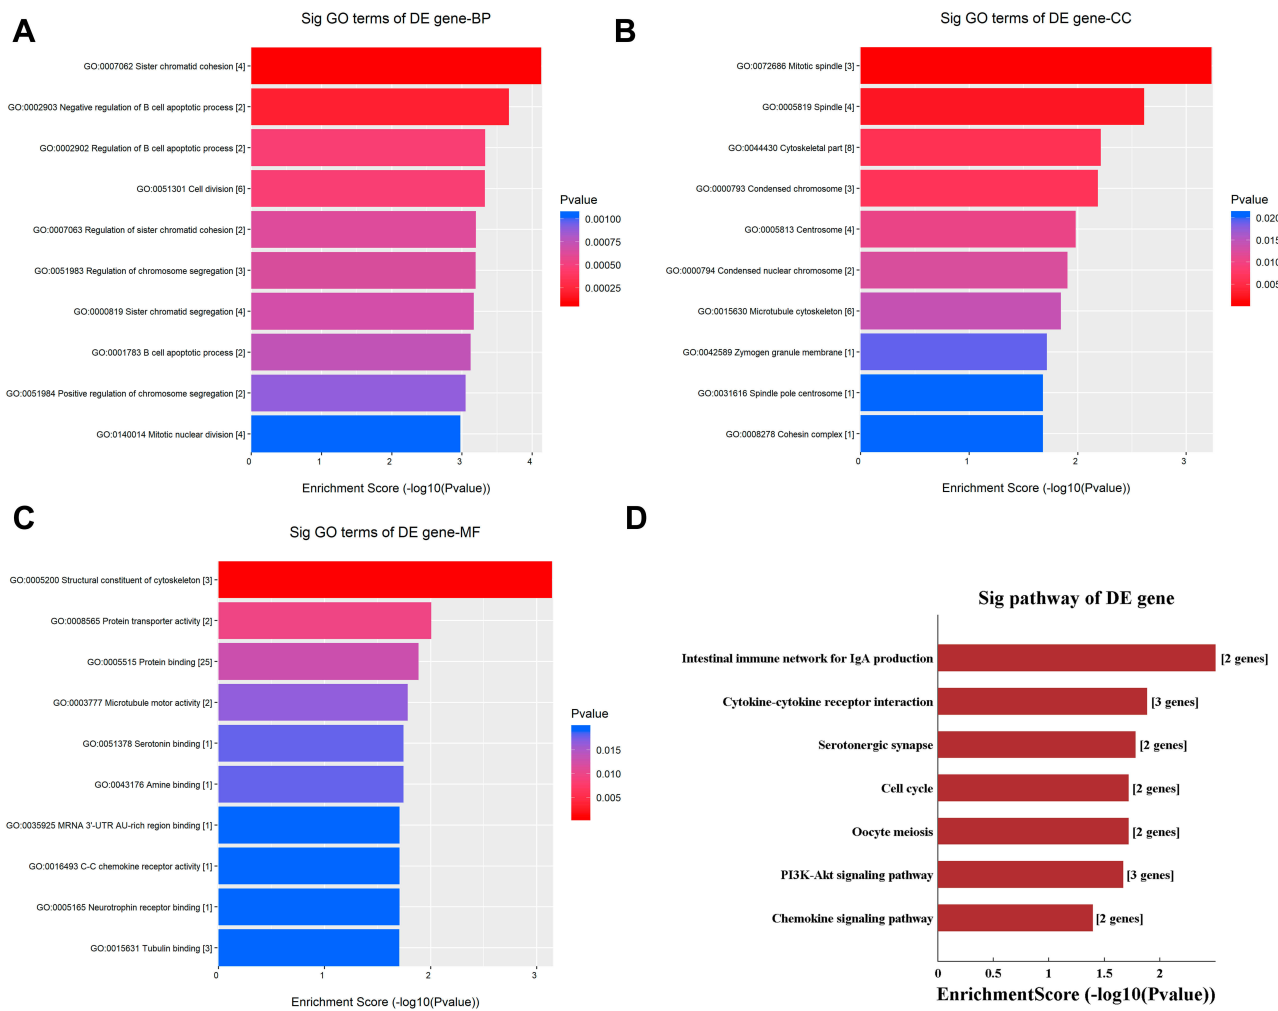 A
Sig GO terms of DE gene-BP
GO:0007062 Sister chromatid cohesion [4]
GO:0002903 Negative regulation of B cell apoptotic process [2]
GO:0002902 Regulation of B cell apoptotic process [2]
GO:0051301 Cell division [6]
GO:0007063 Regulation of sister chromatid cohesion [2]
GO:0051983 Regulation of chromosome segregation [3]
GO:0000819 Sister chromatid segregation [4]
GO:0001783 B cell apoptotic process [2]
GO:0051984 Positive regulation of chromosome segregation [2]
GO:0140014 Mitotic nuclear division [4]
0 1 2 3 4
Enrichment Score (-log10(Pvalue))
Pvalue
0.00100
0.00075
0.00050
0.00025
B
Sig GO terms of DE gene-CC
GO:0072686 Mitotic spindle [3]
GO:0005819 Spindle [4]
GO:0044430 Cytoskeletal part [8]
GO:0000793 Condensed chromosome [3]
GO:0005813 Centrosome [4]
GO:0000794 Condensed nuclear chromosome [2]
GO:0015630 Microtubule cytoskeleton [6]
GO:0042589 Zymogen granule membrane [1]
GO:0031616 Spindle pole centrosome [1]
GO:0008278 Cohesin complex [1]
0 1 2 3
Enrichment Score (-log10(Pvalue))
Pvalue
0.020
0.015
0.010
0.005
C
Sig GO terms of DE gene-MF
GO:0005200 Structural constituent of cytoskeleton [3]
GO:0008565 Protein transporter activity [2]
GO:0005515 Protein binding [25]
GO:0003777 Microtubule motor activity [2]
GO:0051378 Serotonin binding [1]
GO:0043176 Amine binding [1]
GO:0035925 MRNA 3'-UTR AU-rich region binding [1]
GO:0016493 C-C chemokine receptor activity [1]
GO:0005165 Neurotrophin receptor binding [1]
GO:0015631 Tubulin binding [3]
0 1 2 3
Enrichment Score (-log10(Pvalue))
Pvalue
0.015
0.010
0.005
D
Sig pathway of DE gene
Intestinal immune network for IgA production [2 genes]
Cytokine-cytokine receptor interaction [3 genes]
Serotonergic synapse [2 genes]
Cell cycle [2 genes]
Oocyte meiosis [2 genes]
PI3K-Akt signaling pathway [3 genes]
Chemokine signaling pathway [2 genes]
0 0.5 1 1.5 2
EnrichmentScore (-log10(Pvalue))